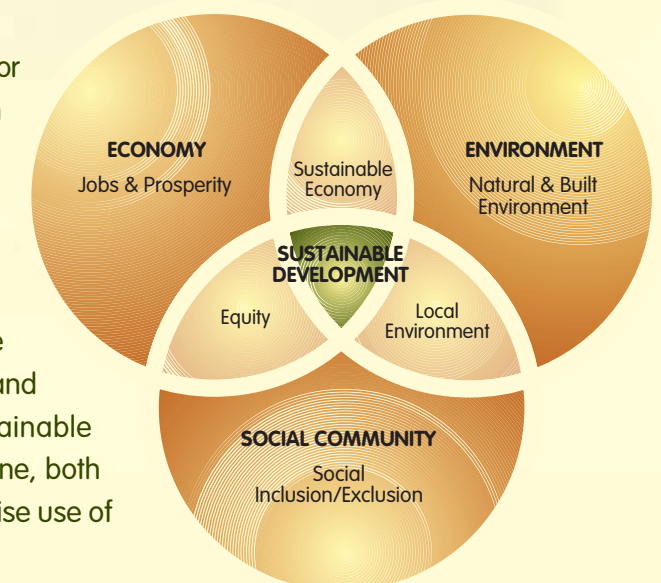 or
e
and
ainable
ne, both
ise use of
ECONOMY
Jobs & Prosperity
ENVIRONMENT
Natural & Built
Environment
Sustainable
Economy
SUSTAINABLE
DEVELOPMENT
Equity
Local
Environment
SOCIAL COMMUNITY
Social
Inclusion/Exclusion